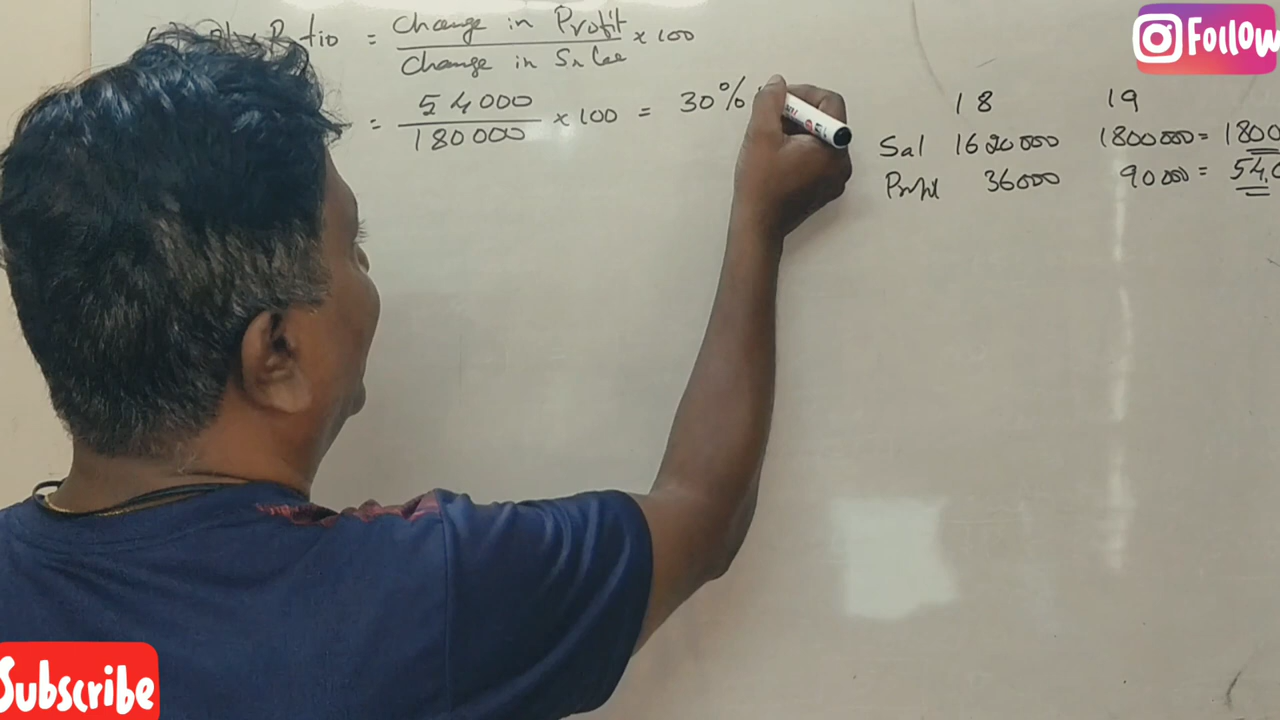 Ratio = Change in Profit / Change in Sales × 100
= 54000 / 180000 × 100 = 30%
18 19
Sal 1620000 1800000 = 1800
Profit 36000 90000 = 54,0
Follow
Subscribe